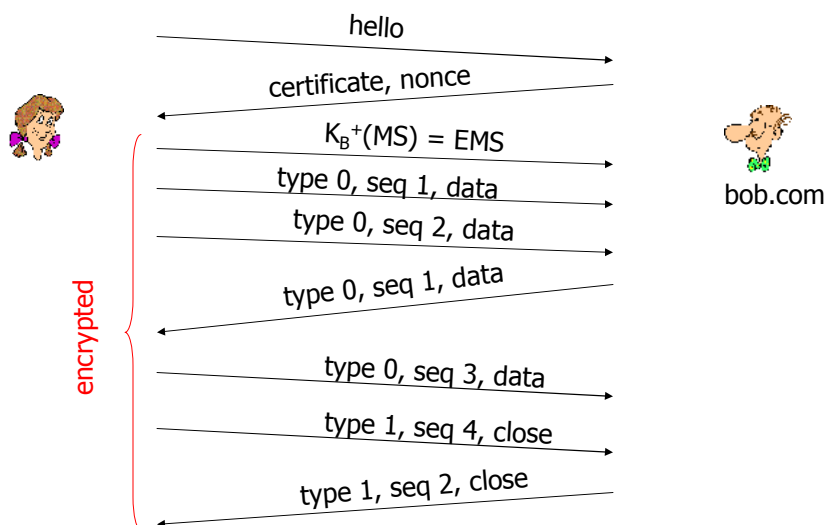 hello
certificate, nonce
K_B⁺(MS) = EMS
type 0, seq 1, data
bob.com
type 0, seq 2, data
type 0, seq 1, data
encrypted
type 0, seq 3, data
type 1, seq 4, close
type 1, seq 2, close